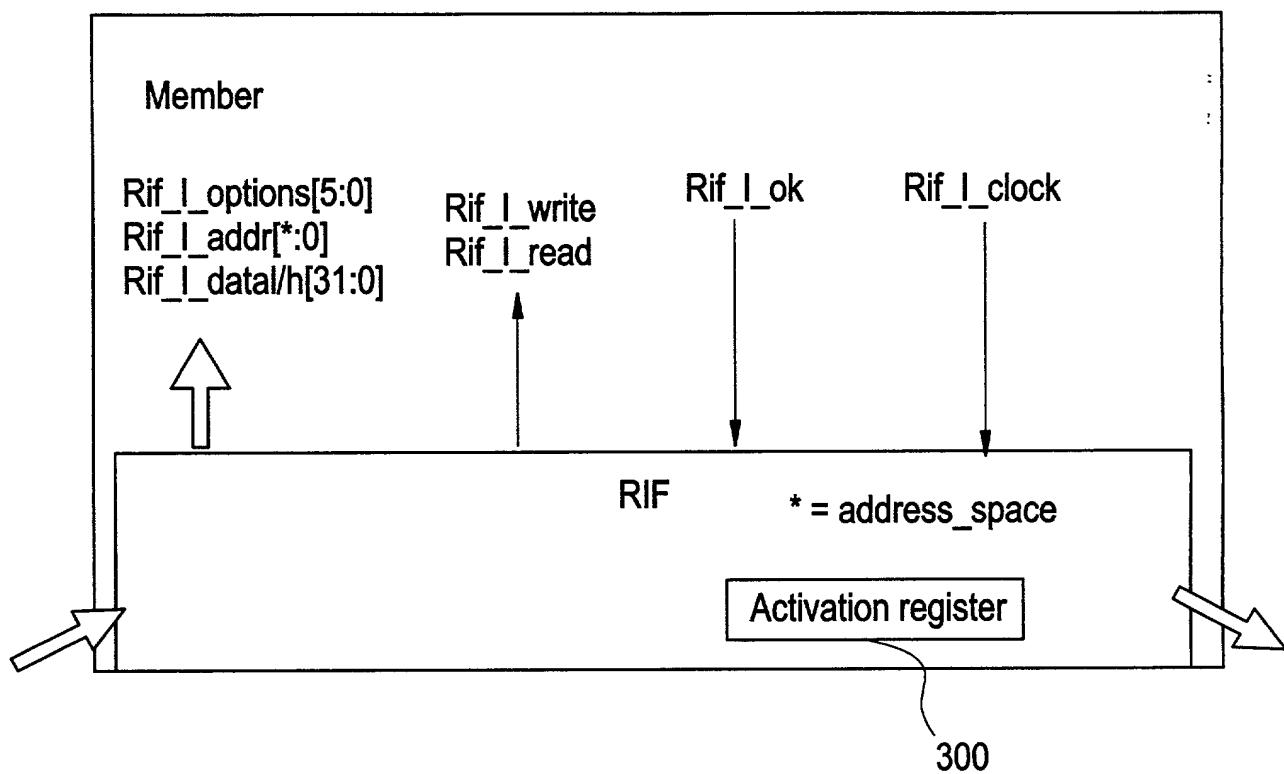 Member
Rif_I_options[5:0]
Rif_I_addr[*:0]
Rif_I_datal/h[31:0]
Rif_I_write
Rif_I_read
Rif_I_ok
Rif_I_clock
RIF
* = address_space
Activation register
300